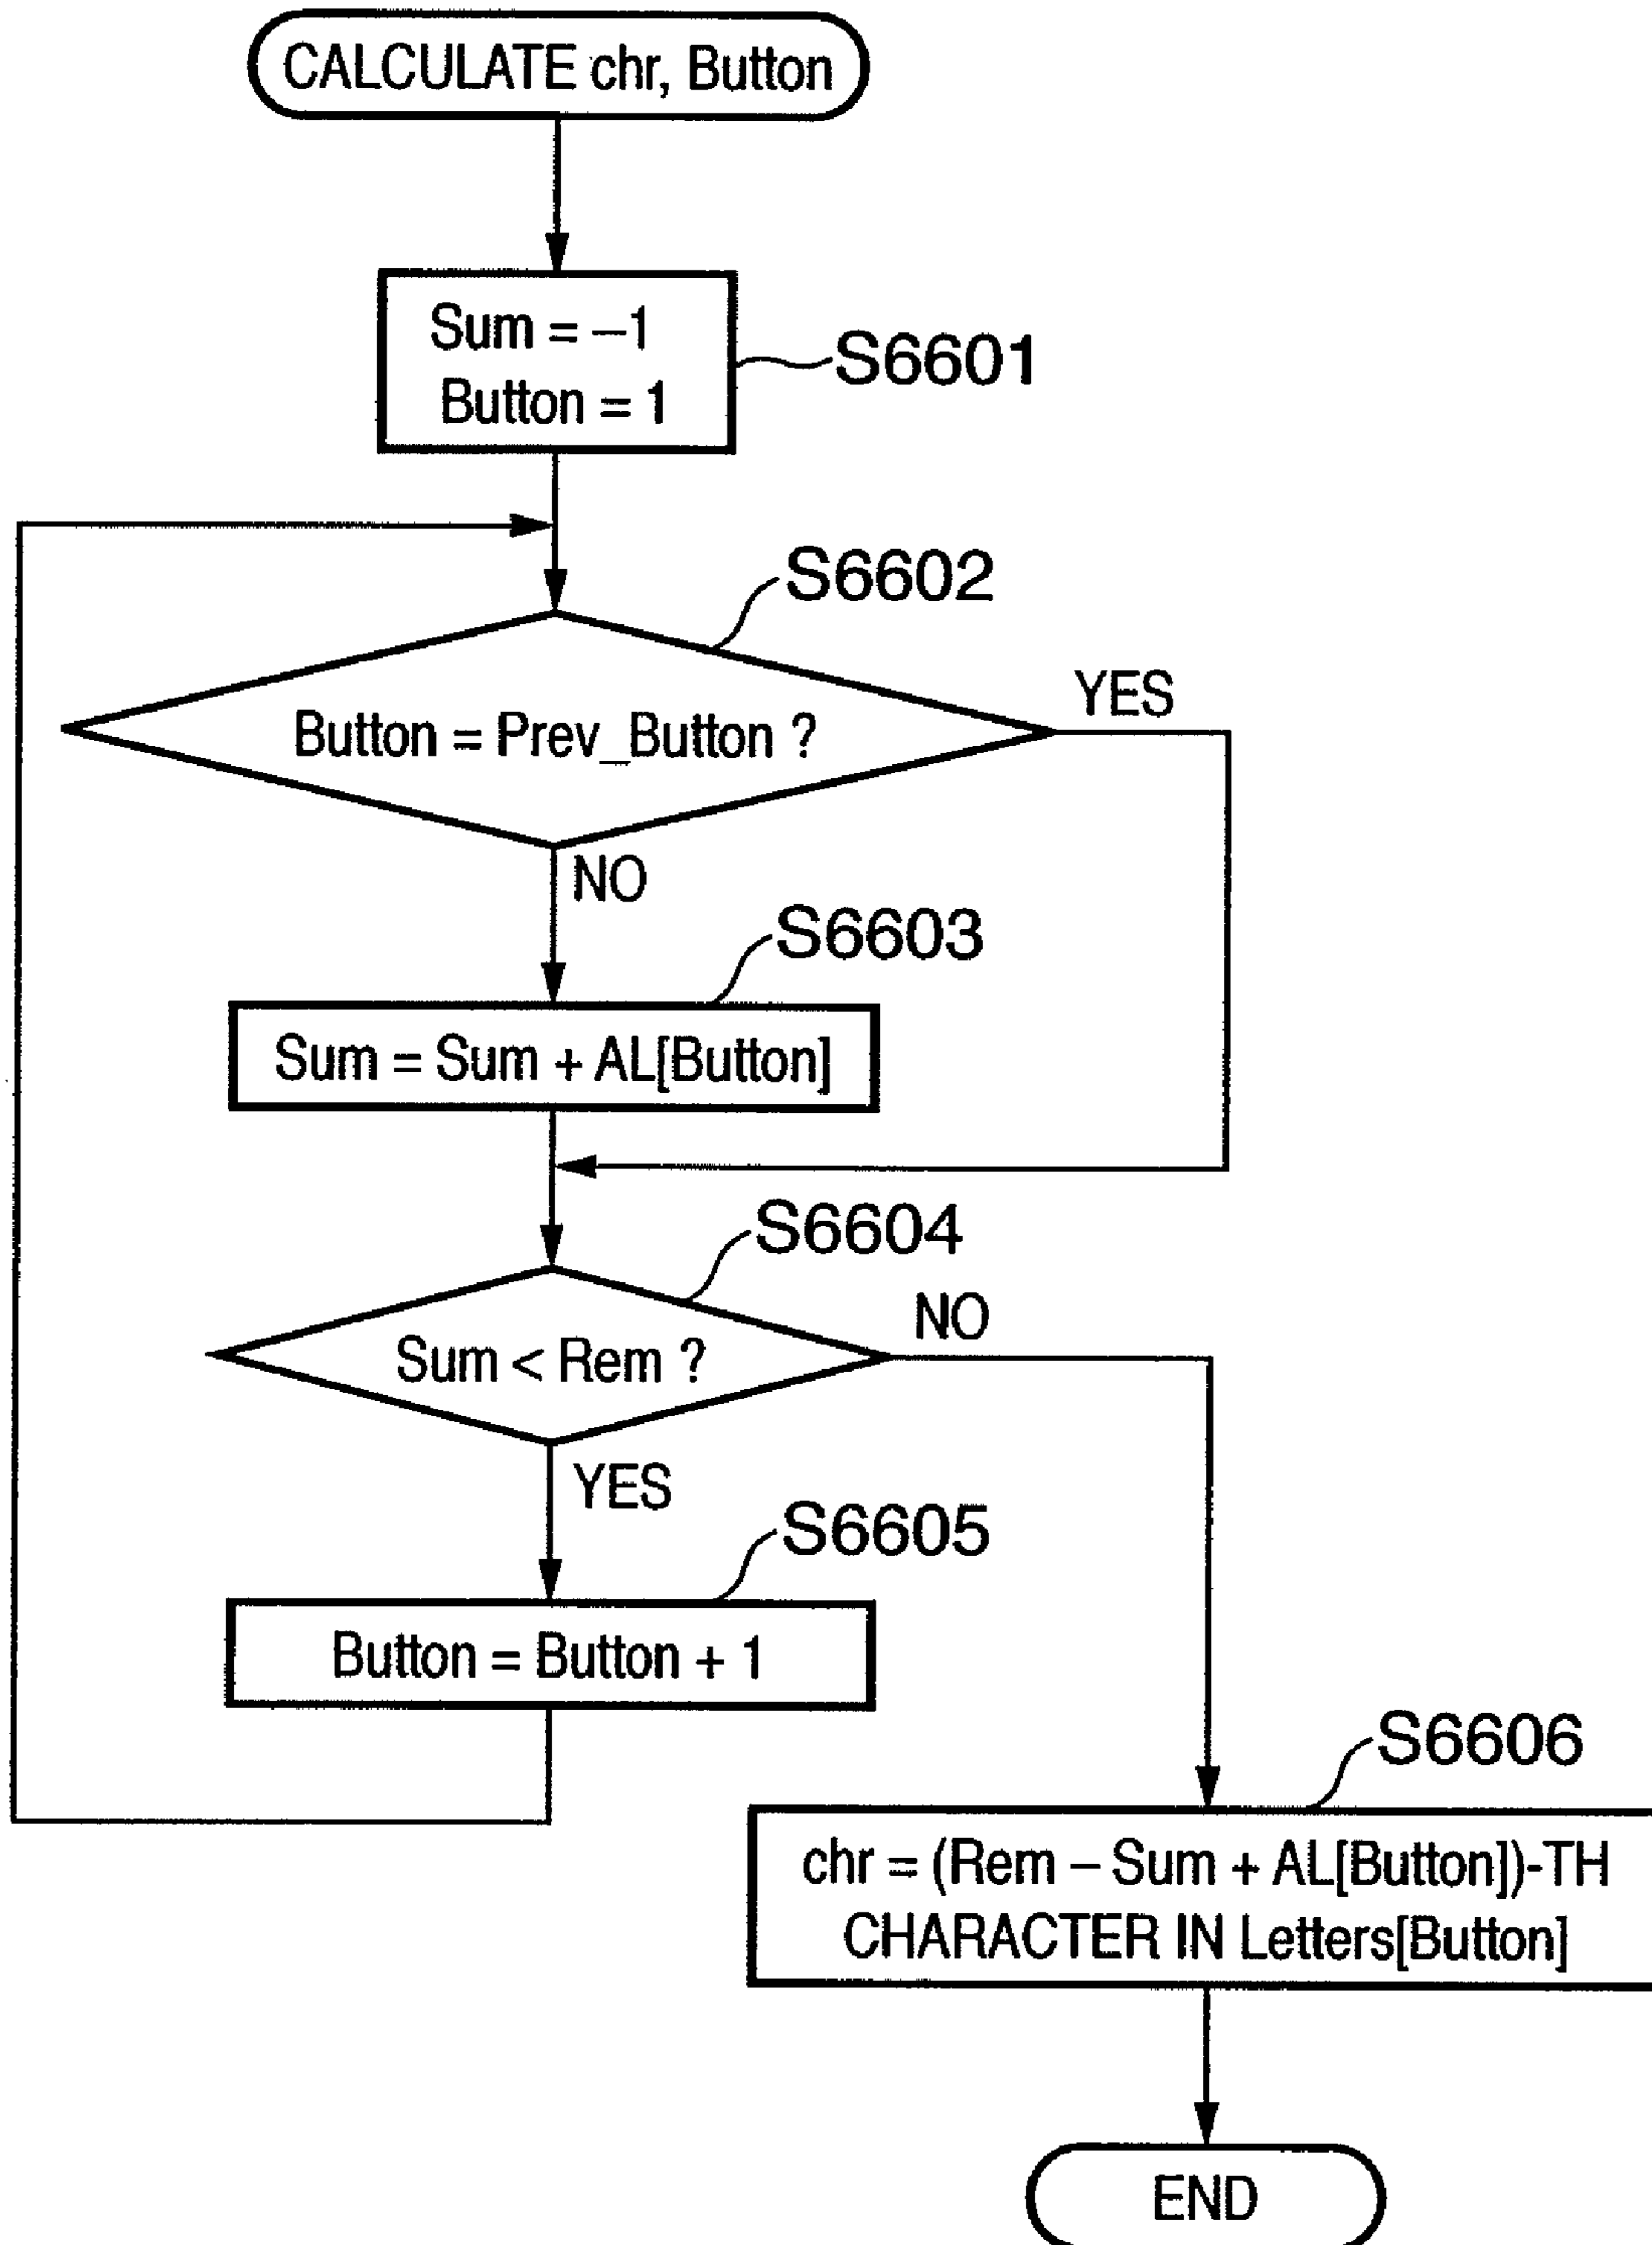 CALCULATE chr, Button
Sum = –1
Button = 1
S6601
S6602
Button = Prev_Button ?
YES
NO
S6603
Sum = Sum + AL[Button]
S6604
Sum < Rem ?
NO
YES
S6605
Button = Button + 1
S6606
chr = (Rem – Sum + AL[Button])-TH
CHARACTER IN Letters[Button]
END